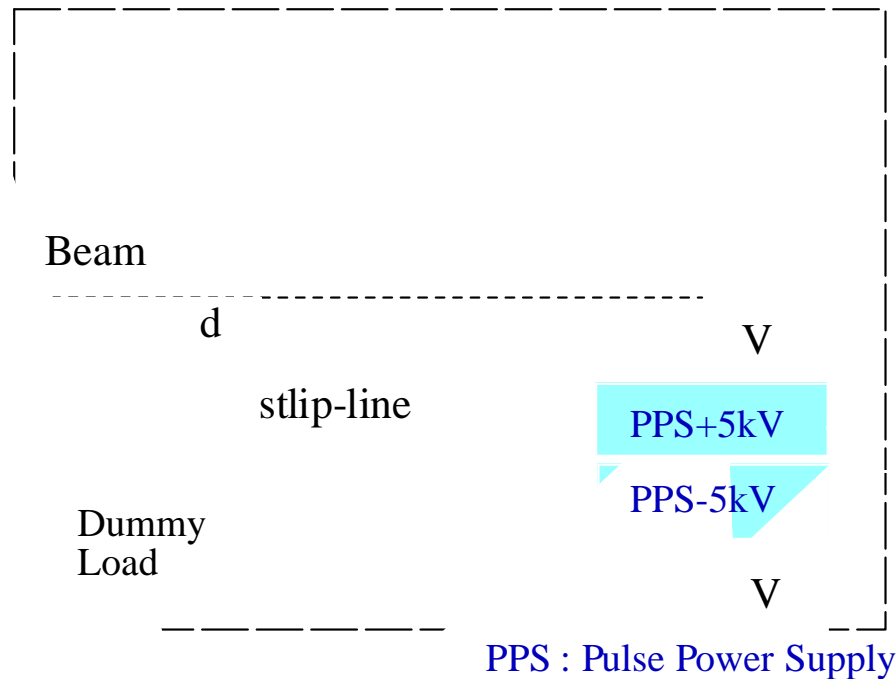 Beam
d
V
stlip-line
PPS+5kV
PPS-5kV
Dummy
Load
V
PPS : Pulse Power Supply